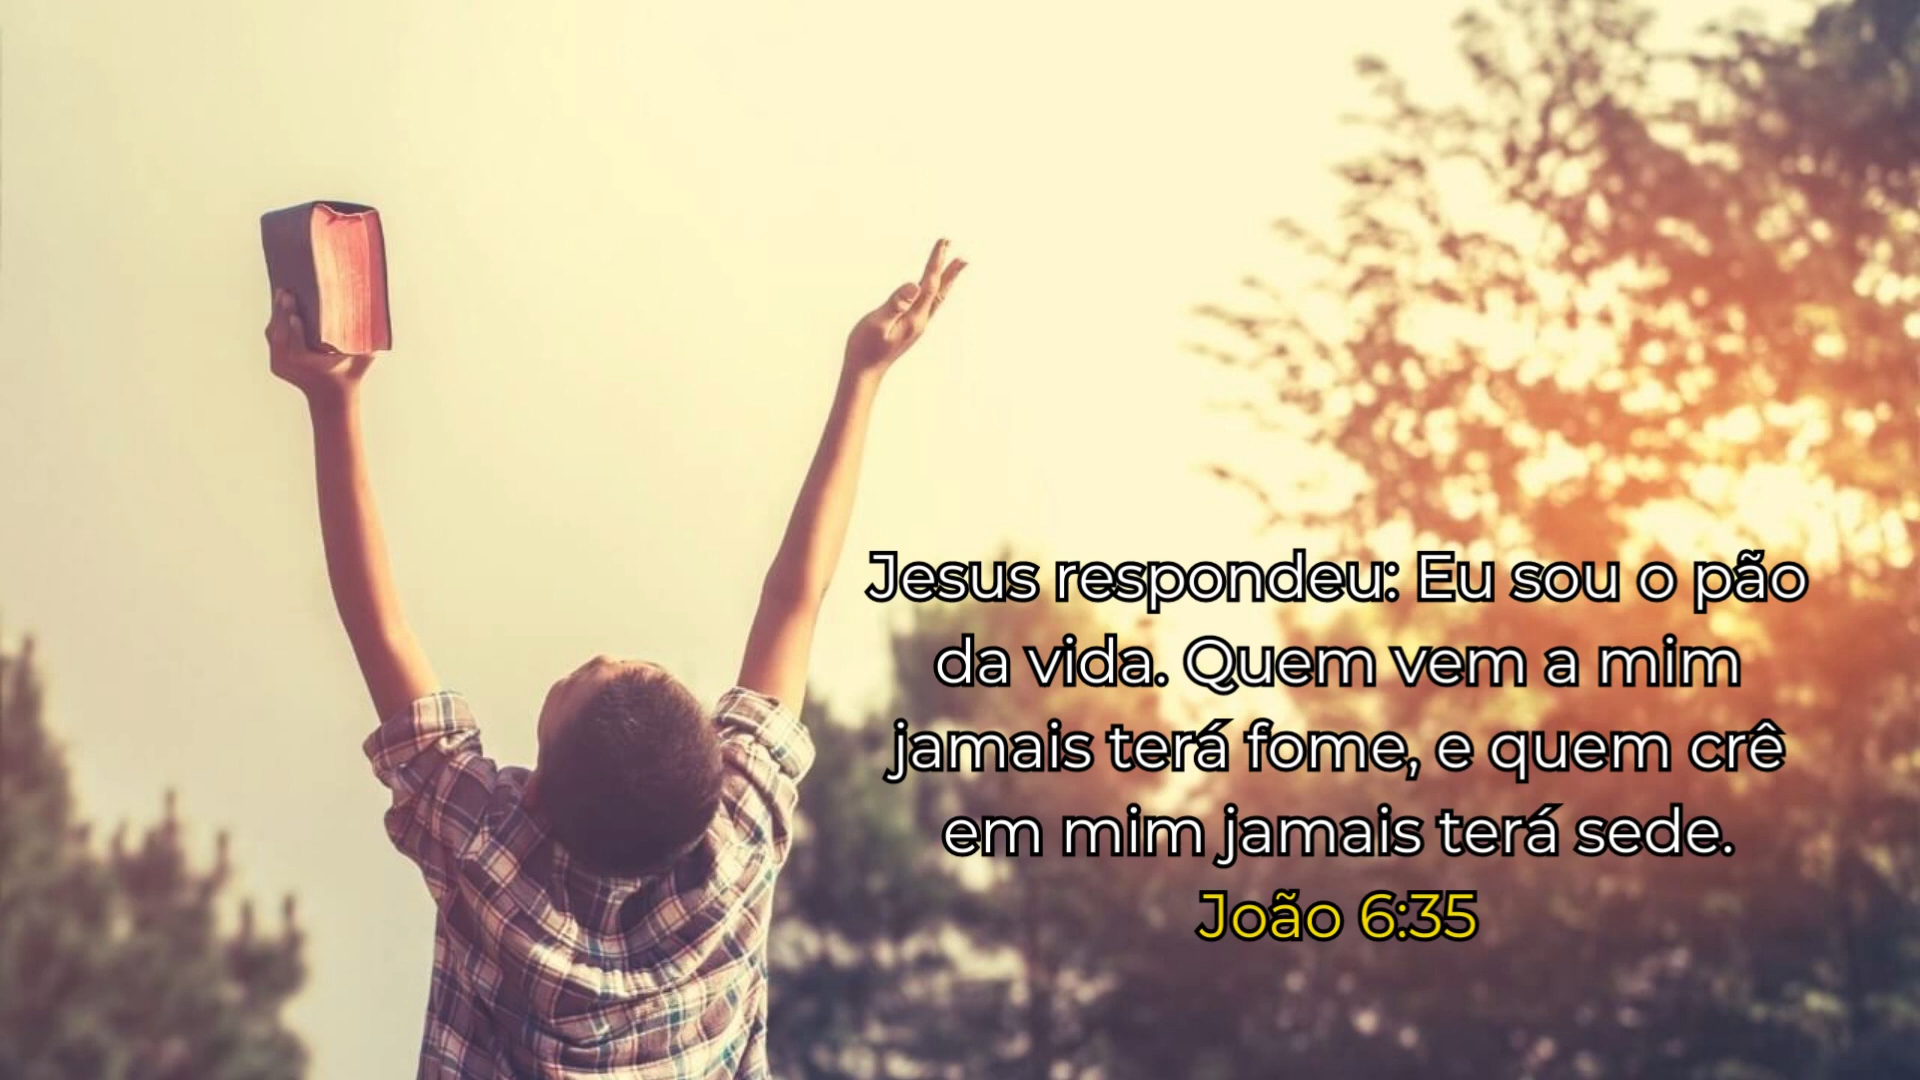 Jesus respondeu: Eu sou o pão
da vida. Quem vem a mim
jamais terá fome, e quem crê
em mim jamais terá sede.
João 6:35